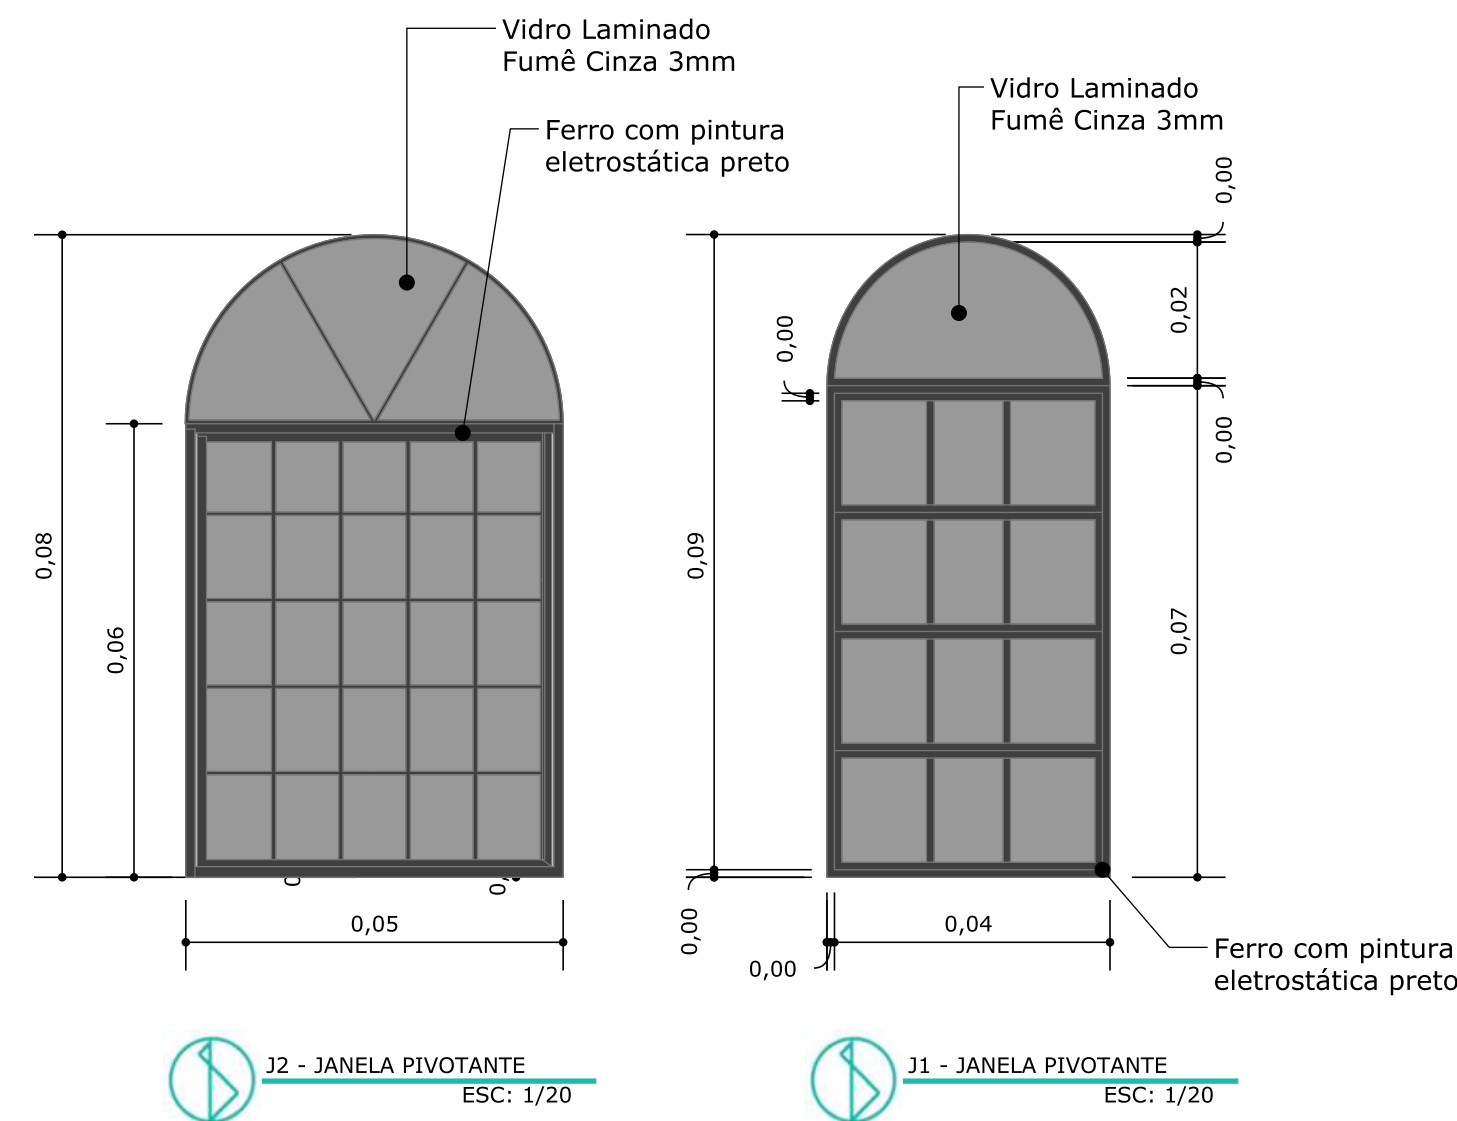 Vidro Laminado
Fumê Cinza 3mm
Ferro com pintura
eletrostática preto
0,08
0,06
0,05
J2 - JANELA PIVOTANTE
ESC: 1/20
Vidro Laminado
Fumê Cinza 3mm
0,00
0,02
0,00
0,00
0,09
0,07
0,00
0,04
0,00
Ferro com pintura
eletrostática preto
J1 - JANELA PIVOTANTE
ESC: 1/20